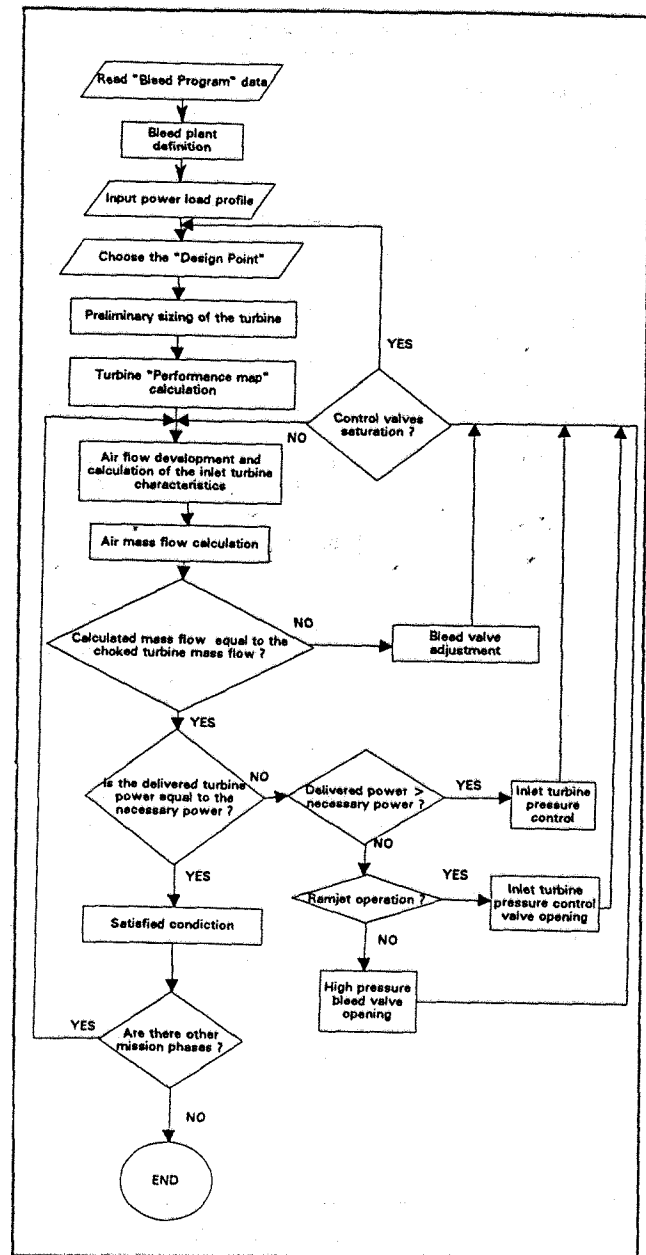 Read "Bleed Program" data
Bleed plant
definition
Input power load profile
Choose the "Design Point"
Preliminary sizing of the turbine
YES
Turbine "Performance map"
calculation
Control valves
saturation ?
NO
Air flow development and
calculation of the inlet turbine
characteristics
Air mass flow calculation
Calculated mass flow equal to the
choked turbine mass flow ?
NO
Bleed valve
adjustment
YES
Is the delivered turbine
power equal to the
necessary power ?
NO
Delivered power >
necessary power ?
YES
Inlet turbine
pressure
control
NO
YES
Ramjet operation ?
YES
Inlet turbine
pressure control
valve opening
Satisfied condiction
NO
High pressure
bleed valve
opening
YES
Are there other
mission phases ?
NO
END